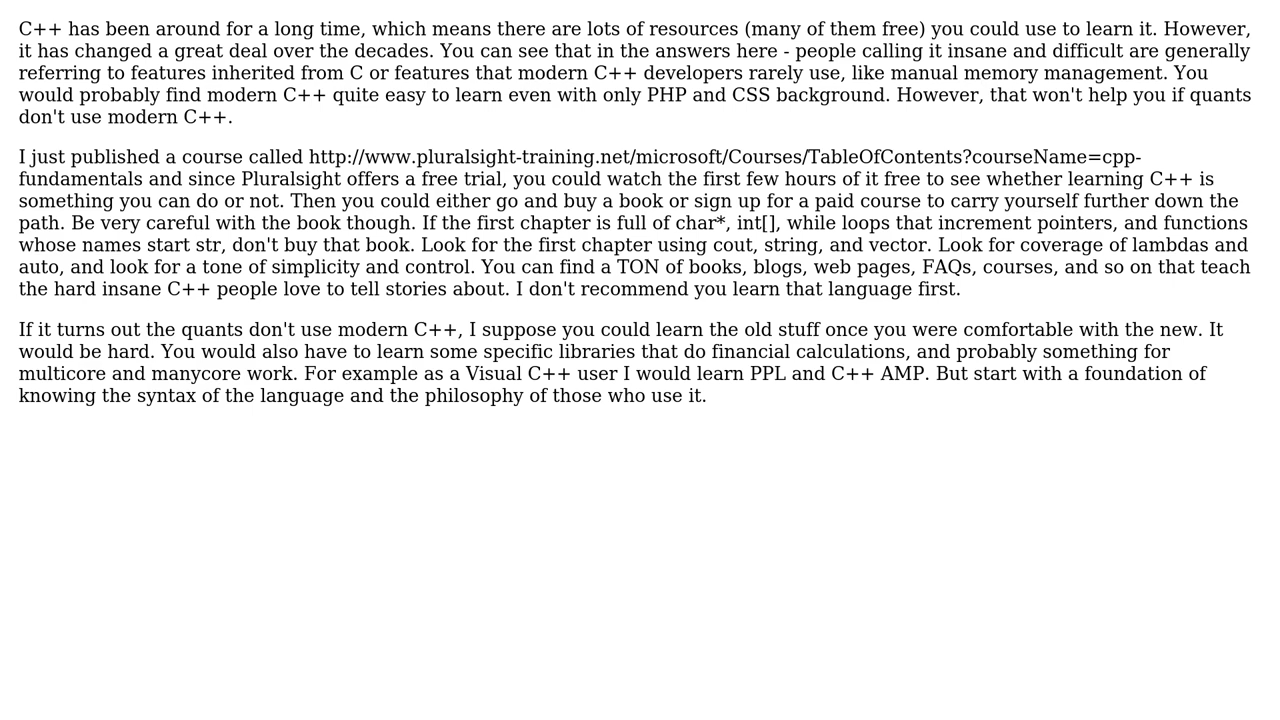 C++ has been around for a long time, which means there are lots of resources (many of them free) you could use to learn it. However,
it has changed a great deal over the decades. You can see that in the answers here - people calling it insane and difficult are generally
referring to features inherited from C or features that modern C++ developers rarely use, like manual memory management. You
would probably find modern C++ quite easy to learn even with only PHP and CSS background. However, that won't help you if quants
don't use modern C++.
I just published a course called http://www.pluralsight-training.net/microsoft/Courses/TableOfContents?courseName=cpp-
fundamentals and since Pluralsight offers a free trial, you could watch the first few hours of it free to see whether learning C++ is
something you can do or not. Then you could either go and buy a book or sign up for a paid course to carry yourself further down the
path. Be very careful with the book though. If the first chapter is full of char*, int[], while loops that increment pointers, and functions
whose names start str, don't buy that book. Look for the first chapter using cout, string, and vector. Look for coverage of lambdas and
auto, and look for a tone of simplicity and control. You can find a TON of books, blogs, web pages, FAQs, courses, and so on that teach
the hard insane C++ people love to tell stories about. I don't recommend you learn that language first.
If it turns out the quants don't use modern C++, I suppose you could learn the old stuff once you were comfortable with the new. It
would be hard. You would also have to learn some specific libraries that do financial calculations, and probably something for
multicore and manycore work. For example as a Visual C++ user I would learn PPL and C++ AMP. But start with a foundation of
knowing the syntax of the language and the philosophy of those who use it.